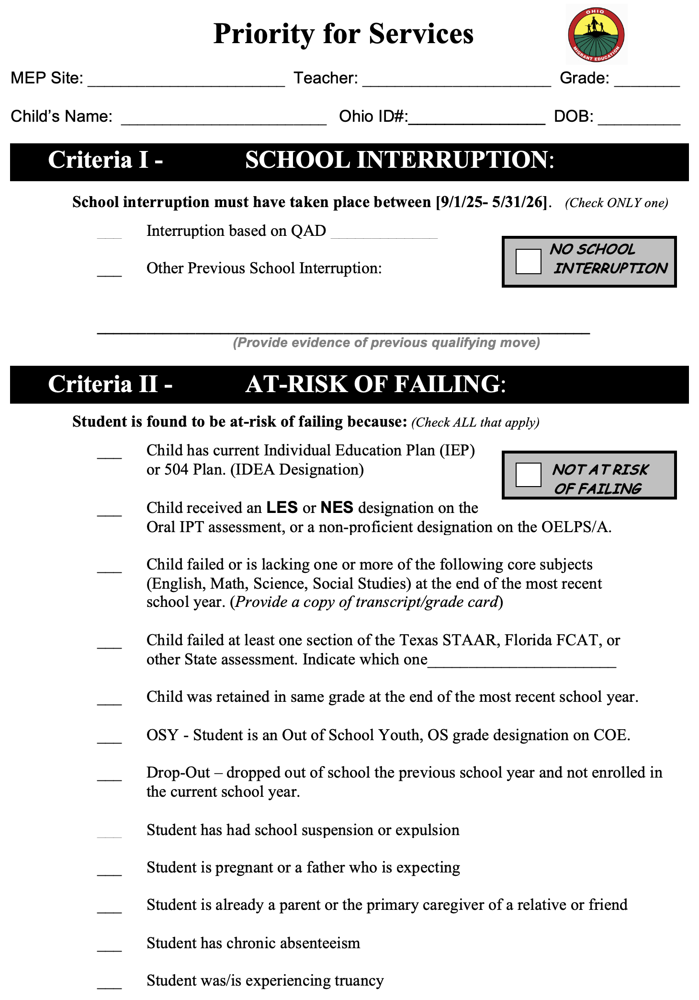 Priority for Services
OHIO
MIGRANT EDUCATION
MEP Site: ________________________ Teacher: _______________________ Grade: ________
Child’s Name: _________________________ Ohio ID#:_______________ DOB: __________
Criteria I - SCHOOL INTERRUPTION:
School interruption must have taken place between [9/1/25- 5/31/26]. (Check ONLY one)
___ Interruption based on QAD _____________
NO SCHOOL
INTERRUPTION
___ Other Previous School Interruption:
____________________________________________________________
(Provide evidence of previous qualifying move)
Criteria II - AT-RISK OF FAILING:
Student is found to be at-risk of failing because: (Check ALL that apply)
___ Child has current Individual Education Plan (IEP)
or 504 Plan. (IDEA Designation)
NOT AT RISK
OF FAILING
___ Child received an LES or NES designation on the
Oral IPT assessment, or a non-proficient designation on the OELPS/A.
___ Child failed or is lacking one or more of the following core subjects
(English, Math, Science, Social Studies) at the end of the most recent
school year. (Provide a copy of transcript/grade card)
___ Child failed at least one section of the Texas STAAR, Florida FCAT, or
other State assessment. Indicate which one_______________________
___ Child was retained in same grade at the end of the most recent school year.
___ OSY - Student is an Out of School Youth, OS grade designation on COE.
___ Drop-Out – dropped out of school the previous school year and not enrolled in
the current school year.
___ Student has had school suspension or expulsion
___ Student is pregnant or a father who is expecting
___ Student is already a parent or the primary caregiver of a relative or friend
___ Student has chronic absenteeism
___ Student was/is experiencing truancy